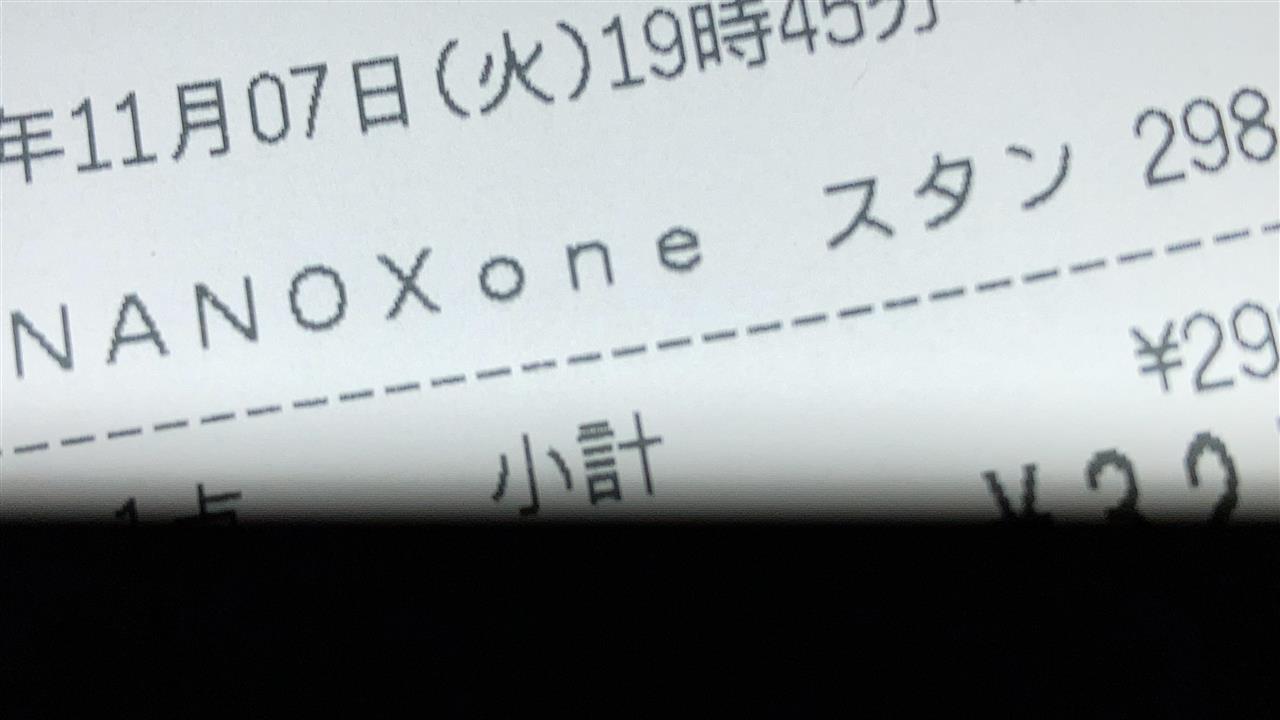 年11月07日(火)19時45分
NANOXone スタン 298
小計 ¥29